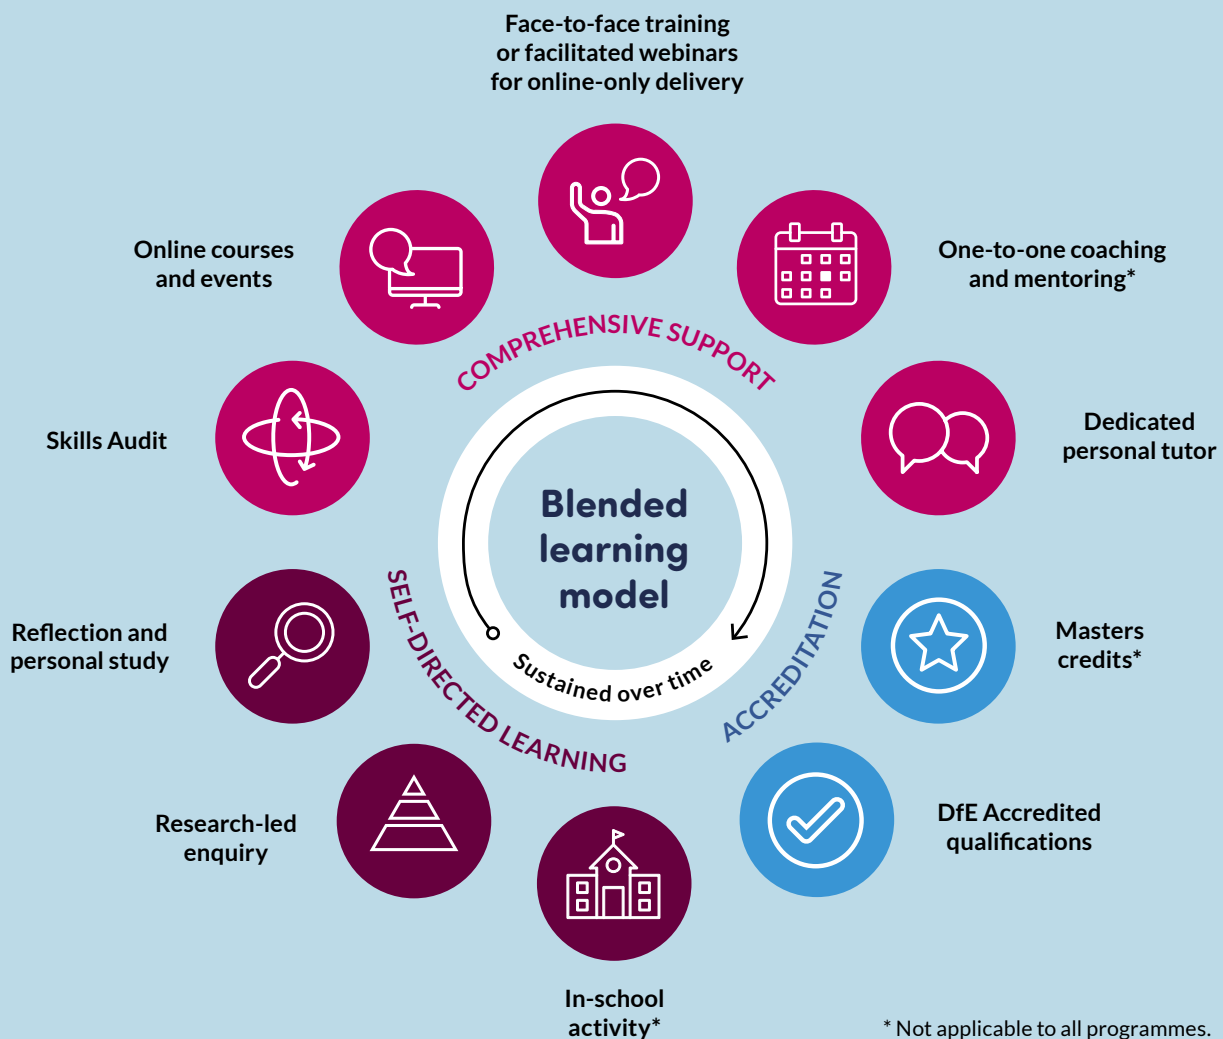 Face-to-face training
or facilitated webinars
for online-only delivery
Online courses
and events
One-to-one coaching
and mentoring*
COMPREHENSIVE SUPPORT
Skills Audit
Dedicated
personal tutor
Blended
learning
model
Sustained over time
SELF-DIRECTED LEARNING
ACCREDITATION
Reflection and
personal study
Masters
credits*
Research-led
enquiry
DfE Accredited
qualifications
In-school
activity*
* Not applicable to all programmes.